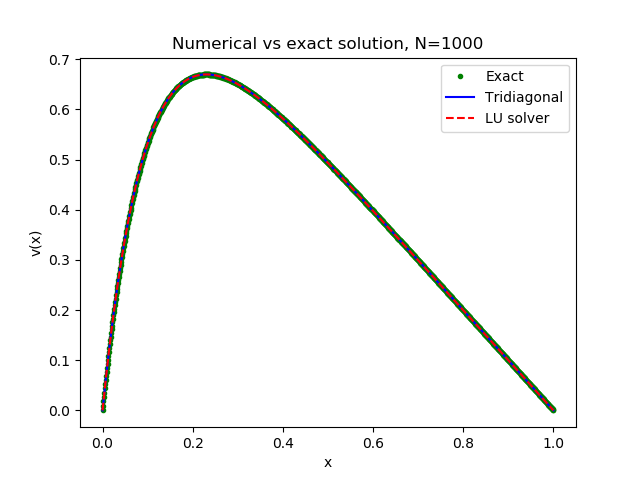 Numerical vs exact solution, N=1000
0.7
0.6
0.5
0.4
0.3
0.2
0.1
0.0
v(x)
Exact
Tridiagonal
LU solver
0.0 0.2 0.4 0.6 0.8 1.0
x